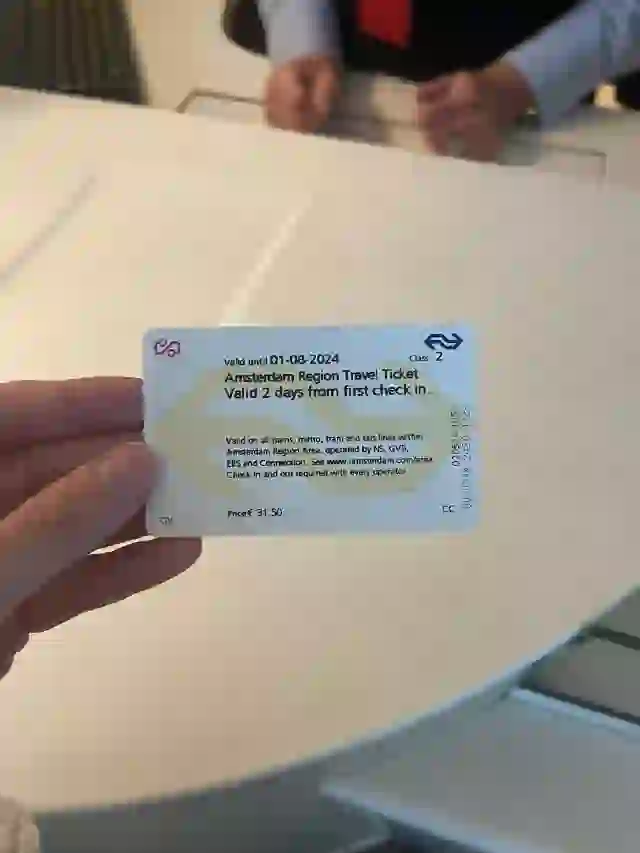 Valid until 01-08-2024
Class 2
Amsterdam Region Travel Ticket
Valid 2 days from first check in.
Valid on all trains, metro, tram and bus lines within
Amsterdam Region Area, operated by NS, GVB,
EBS and Connexxion. See www.iamsterdam.com/area
Check in and out required with every operator
Price € 31.50
CC